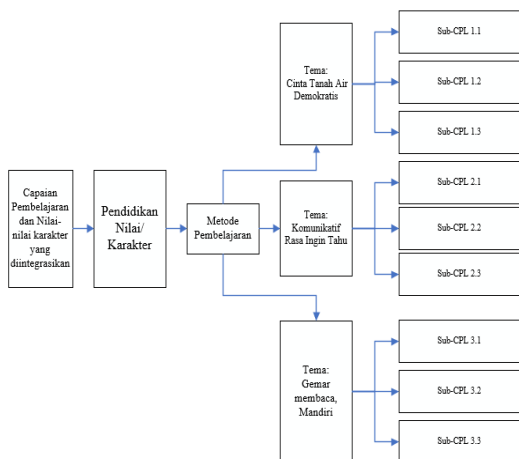 Capaian
Pembelajaran
dan Nilai-
nilai karakter
yang
diintegrasikan
Pendidikan
Nilai/
Karakter
Metode
Pembelajaran
Tema:
Cinta Tanah Air
Demokratis
Sub-CPL 1.1
Sub-CPL 1.2
Sub-CPL 1.3
Tema:
Komunikatif
Rasa Ingin Tahu
Sub-CPL 2.1
Sub-CPL 2.2
Sub-CPL 2.3
Tema:
Gemar
membaca,
Mandiri
Sub-CPL 3.1
Sub-CPL 3.2
Sub-CPL 3.3